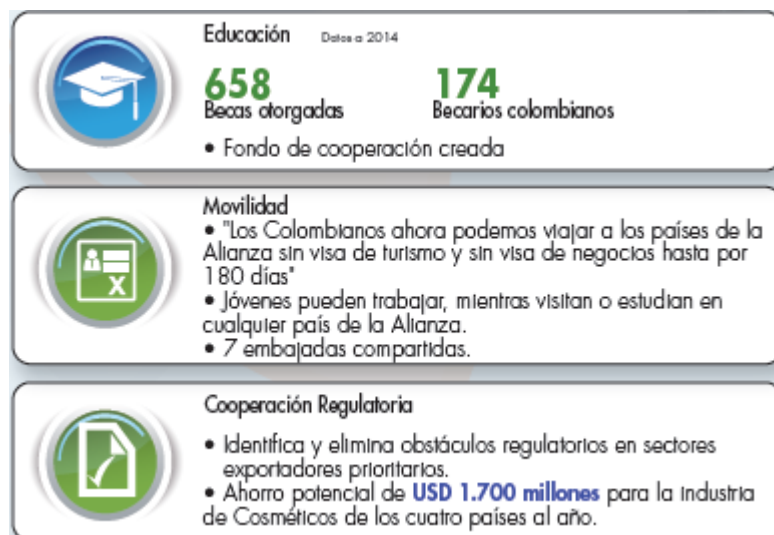 Educación Datos a 2014
658 174
Becas otorgadas Becarios colombianos
• Fondo de cooperación creada
Movilidad
• "Los Colombianos ahora podemos viajar a los países de la
Alianza sin visa de turismo y sin visa de negocios hasta por
180 días"
• Jóvenes pueden trabajar, mientras visitan o estudian en
cualquier país de la Alianza.
• 7 embajadas compartidas.
X
Cooperación Regulatoria
• Identifica y elimina obstáculos regulatorios en sectores
exportadores prioritarios.
• Ahorro potencial de USD 1.700 millones para la industria
de Cosméticos de los cuatro países al año.